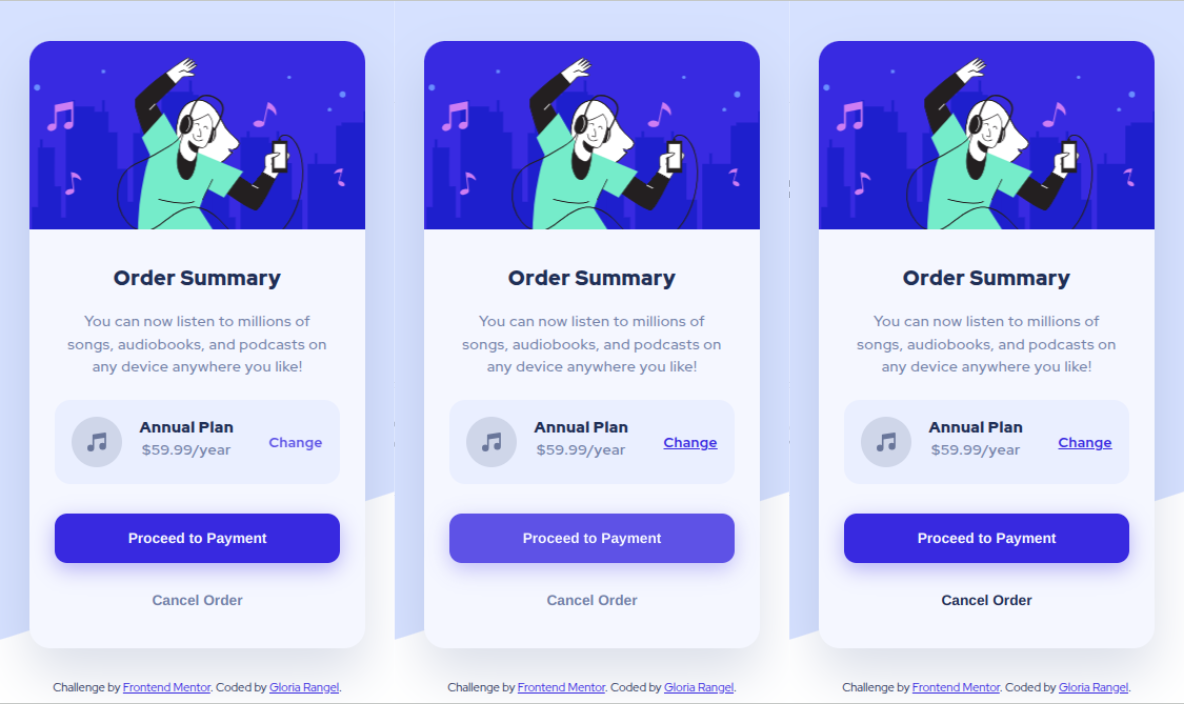 Order Summary
You can now listen to millions of
songs, audiobooks, and podcasts on
any device anywhere you like!
Annual Plan
$59.99/year
Change
Proceed to Payment
Cancel Order
Challenge by Frontend Mentor. Coded by Gloria Rangel.
Order Summary
You can now listen to millions of
songs, audiobooks, and podcasts on
any device anywhere you like!
Annual Plan
$59.99/year
Change
Proceed to Payment
Cancel Order
Challenge by Frontend Mentor. Coded by Gloria Rangel.
Order Summary
You can now listen to millions of
songs, audiobooks, and podcasts on
any device anywhere you like!
Annual Plan
$59.99/year
Change
Proceed to Payment
Cancel Order
Challenge by Frontend Mentor. Coded by Gloria Rangel.